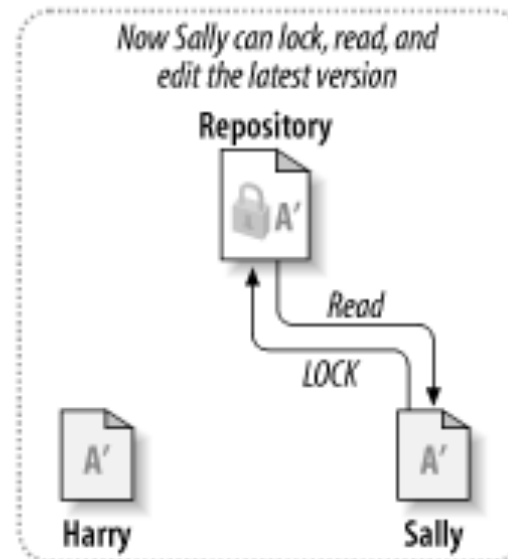 Now Sally can lock, read, and
edit the latest version
Repository
A′
Read
LOCK
A′
A′
Harry
Sally